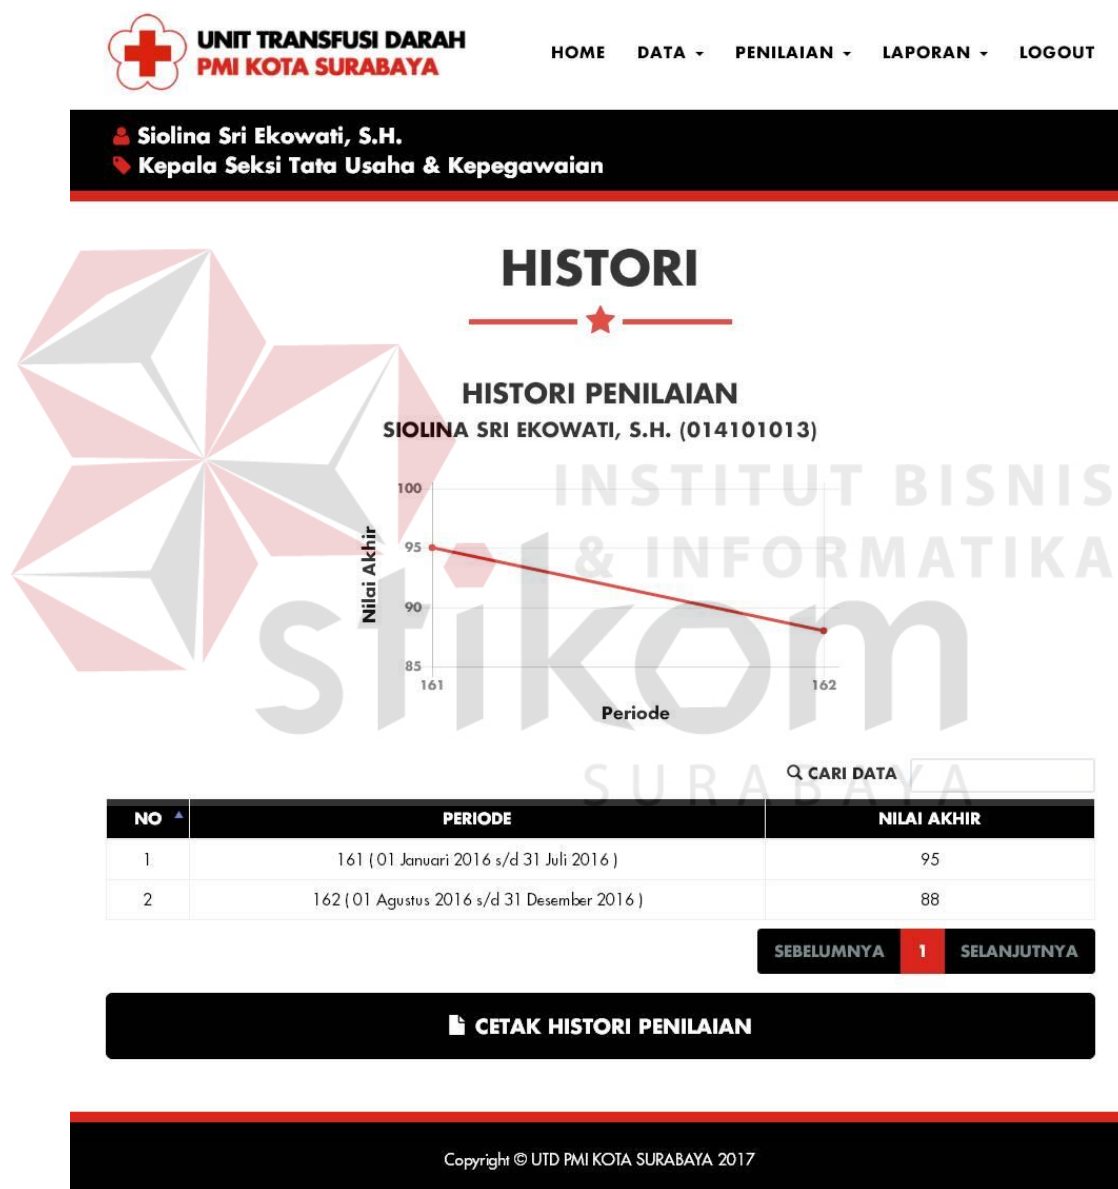 UNIT TRANSFUSI DARAH
PMI KOTA SURABAYA
HOME DATA PENILAIAN LAPORAN LOGOUT
Siolina Sri Ekowati, S.H.
Kepala Seksi Tata Usaha & Kepegawaian
HISTORI
HISTORI PENILAIAN
SIOLINA SRI EKOWATI, S.H. (014101013)
INSTITUT BISNIS
& INFORMATIKA
stikom
SURABAYA
100
95
90
85
Nilai Akhir
161 162
Periode
CARI DATA
NO PERIODE NILAI AKHIR
1 161 ( 01 Januari 2016 s/d 31 Juli 2016 ) 95
2 162 ( 01 Agustus 2016 s/d 31 Desember 2016 ) 88
SEBELUMNYA 1 SELANJUTNYA
CETAK HISTORI PENILAIAN
Copyright © UTD PMI KOTA SURABAYA 2017